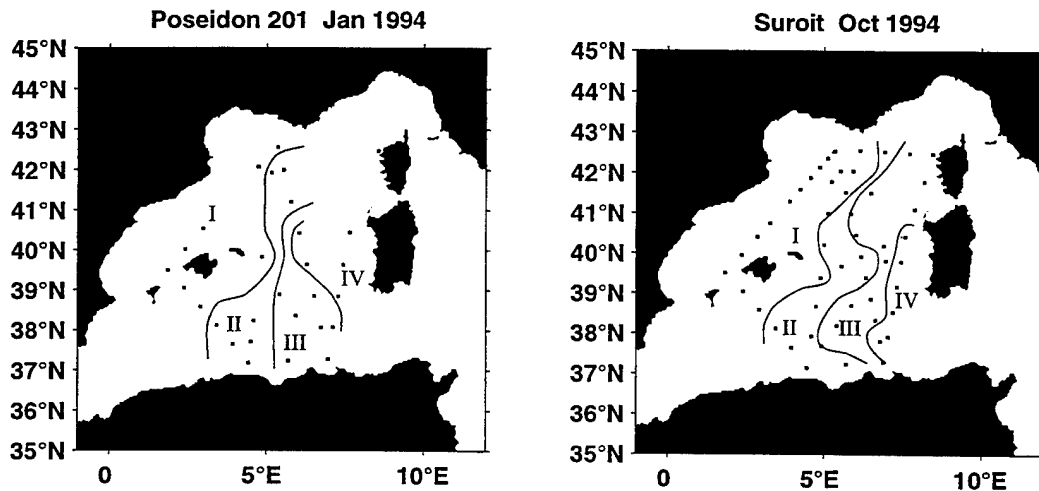 Poseidon 201 Jan 1994
45°N
44°N
43°N
42°N
41°N
40°N
39°N
38°N
37°N
36°N
35°N
I
II
III
IV
0
5°E
10°E
Suroit Oct 1994
45°N
44°N
43°N
42°N
41°N
40°N
39°N
38°N
37°N
36°N
35°N
I
II
III
IV
0
5°E
10°E